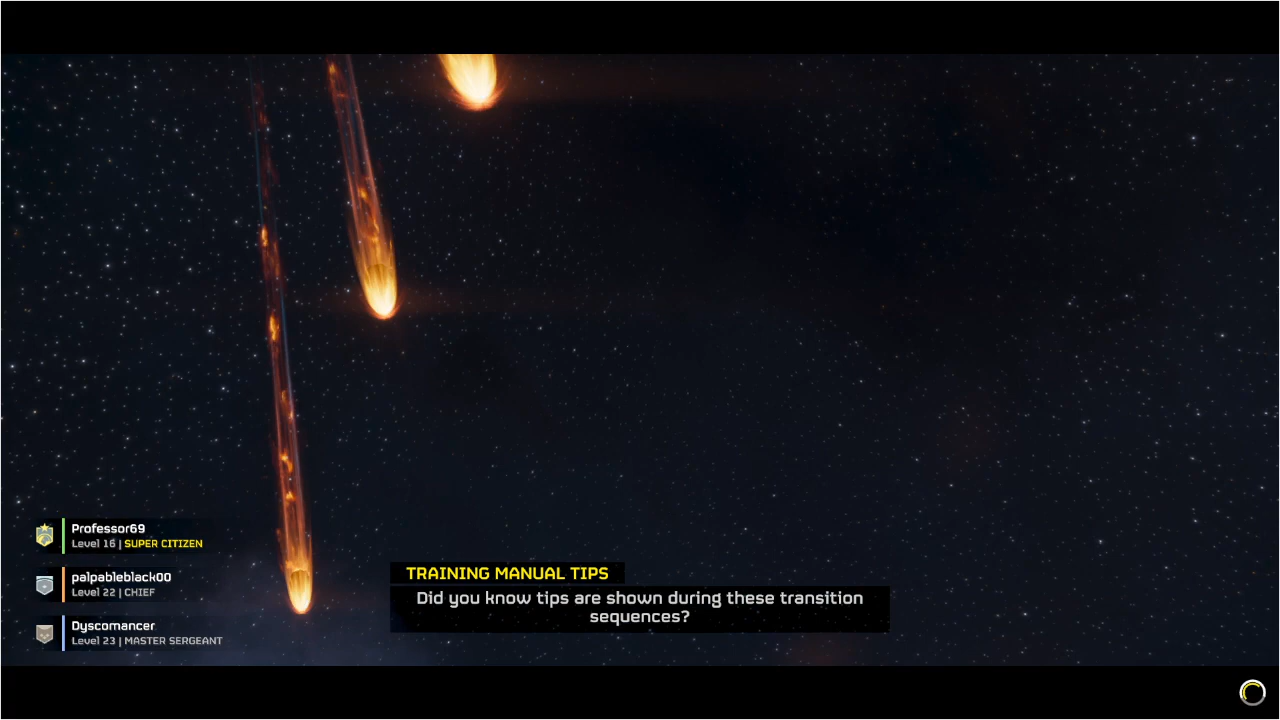 Professor69
Level 16 | SUPER CITIZEN
palpableblack00
Level 22 | CHIEF
Dyscomancer
Level 23 | MASTER SERGEANT
TRAINING MANUAL TIPS
Did you know tips are shown during these transition
sequences?